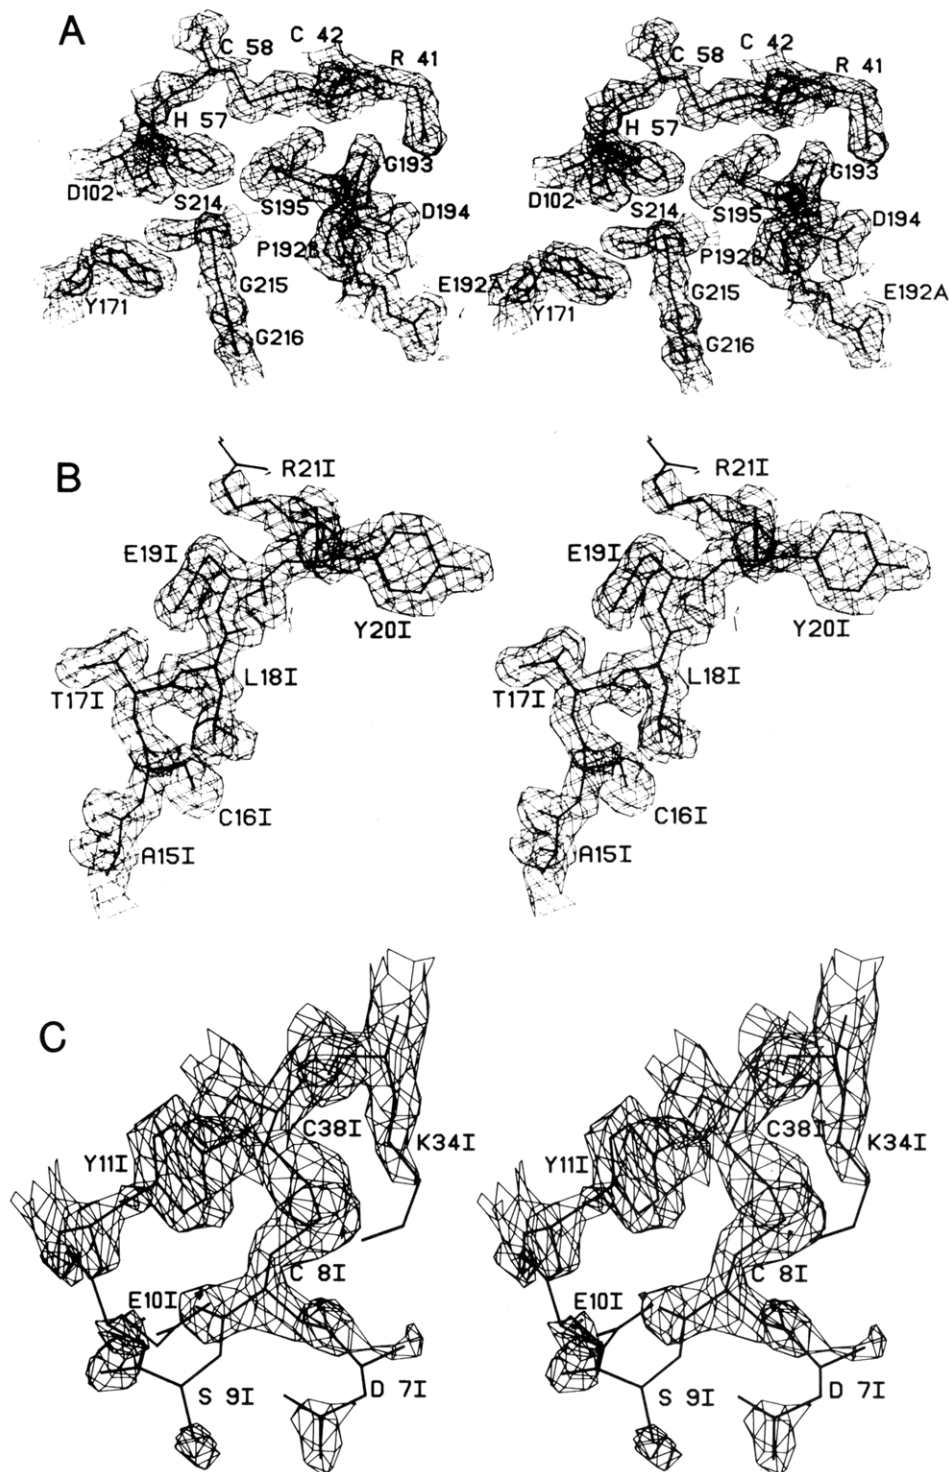 A
C 58
C 42
R 41
H 57
G193
D102
S214
S195
D194
P192B
E192A
Y171
G215
G216
C 58
C 42
R 41
H 57
G193
D102
S214
S195
D194
P192B
E192A
Y171
G215
G216
B
R21I
E19I
Y20I
T17I
L18I
C16I
A15I
R21I
E19I
Y20I
T17I
L18I
C16I
A15I
C
Y11I
C38I
K34I
C 8I
E10I
S 9I
D 7I
Y11I
C38I
K34I
C 8I
E10I
S 9I
D 7I